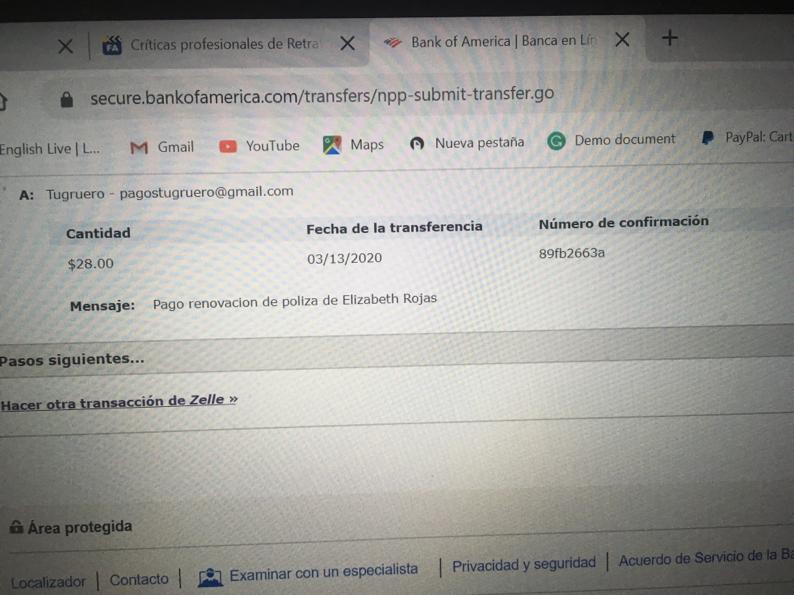 Críticas profesionales de Retra
Bank of America | Banca en Lín
secure.bankofamerica.com/transfers/npp-submit-transfer.go
English Live | L... Gmail YouTube Maps Nueva pestaña Demo document PayPal: Cart
A: Tugruero - pagostugruero@gmail.com
Cantidad Fecha de la transferencia Número de confirmación
$28.00 03/13/2020 89fb2663a
Mensaje: Pago renovacion de poliza de Elizabeth Rojas
Pasos siguientes...
Hacer otra transacción de Zelle »
Área protegida
Localizador | Contacto | Examinar con un especialista | Privacidad y seguridad | Acuerdo de Servicio de la Ba